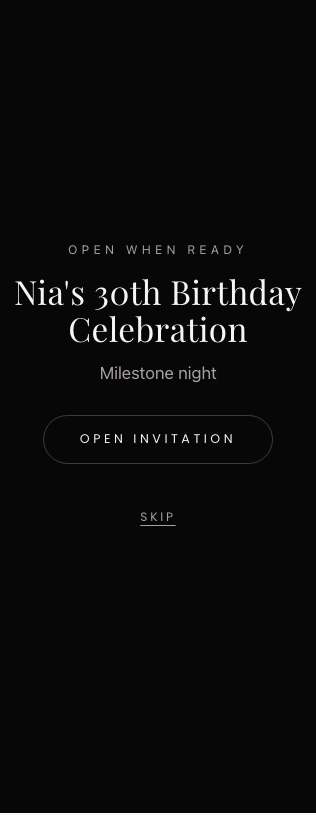 OPEN WHEN READY
Nia's 30th Birthday
Celebration
Milestone night
OPEN INVITATION
SKIP